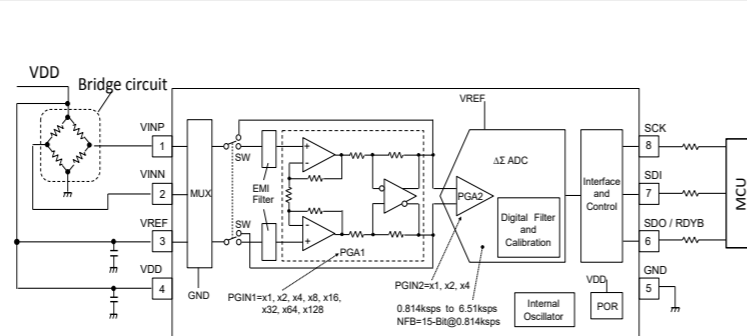 VDD
Bridge circuit
VINP
1
VINN
2
VREF
3
VDD
4
MUX
GND
SW
SW
EMI
Filter
+
-
-
+
PGA1
PGIN1=x1, x2, x4, x8, x16,
x32, x64, x128
VREF
ΔΣ ADC
PGA2
Digital Filter
and
Calibration
PGIN2=x1, x2, x4
0.814ksps to 6.51ksps
NFB=15-Bit@0.814ksps
Interface
and
Control
Internal
Oscillator
VDD
POR
SCK
8
SDI
7
SDO / RDYB
6
GND
5
MCU